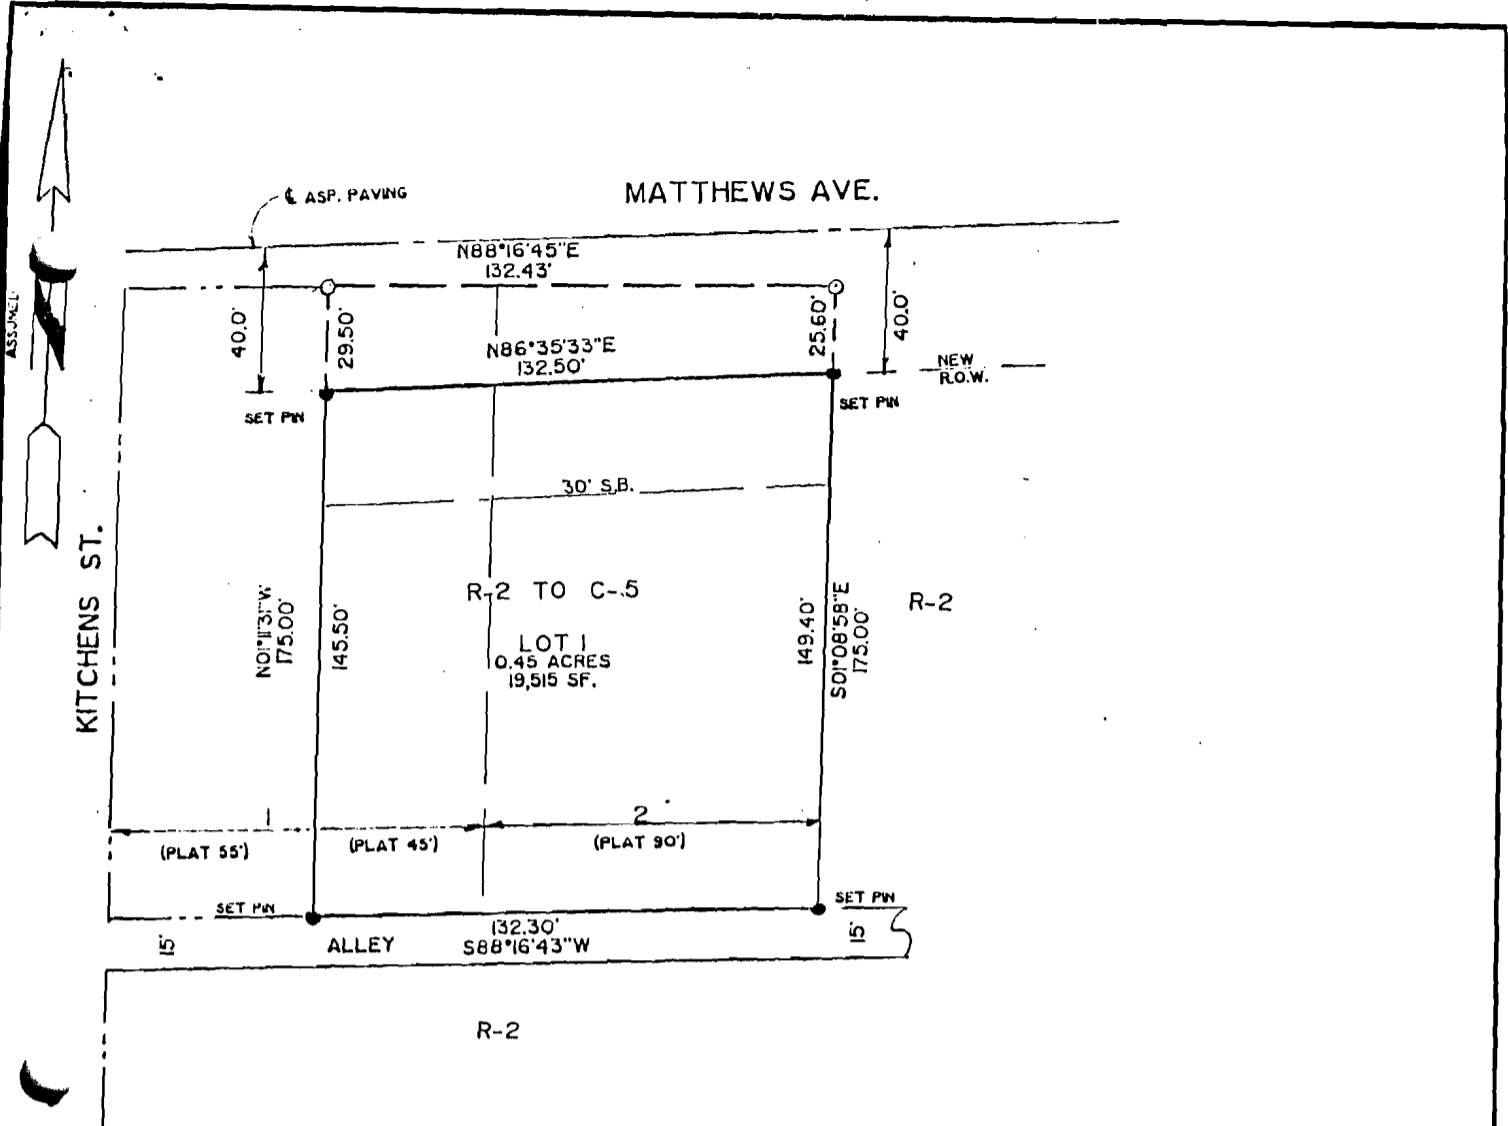 MATTHEWS AVE.
℄ ASP. PAVING
N88°16'45"E
132.43'
40.0'
29.50'
25.60'
40.0'
N86°35'33"E
132.50'
NEW
R.O.W.
SET PIN
SET PIN
ASSUMED
30' S.B.
KITCHENS ST.
R-2 TO C-.5
R-2
LOT 1
0.45 ACRES
19,515 SF.
N01°11'31"W.
175.00'
145.50'
149.40'
S01°08'58"E
175.00'
1
2
(PLAT 55')
(PLAT 45')
(PLAT 90')
SET PIN
SET PIN
132.30'
15'
ALLEY
S88°16'43"W
15'
R-2